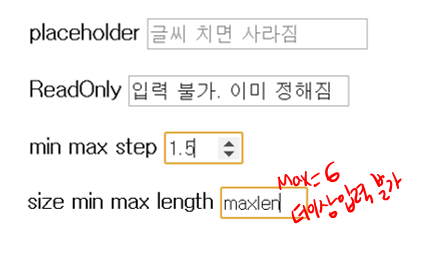 placeholder 글씨 치면 사라짐
ReadOnly 입력 불가. 이미 정해짐
min max step 1.5
Max=6
size min max length maxlen
더이상 입력 불가